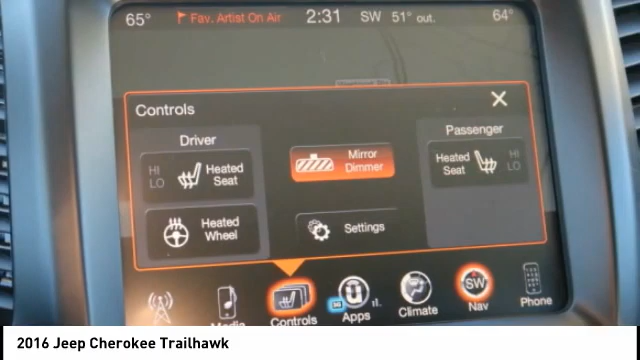 65° Fav. Artist On Air 2:31 SW 51° out. 64°
Controls
Driver
Passenger
HI
LO
Heated
Seat
Mirror
Dimmer
Heated
Seat
HI
LO
Heated
Wheel
Settings
Media
Controls
Apps
Climate
SW
Nav
Phone
2016 Jeep Cherokee Trailhawk